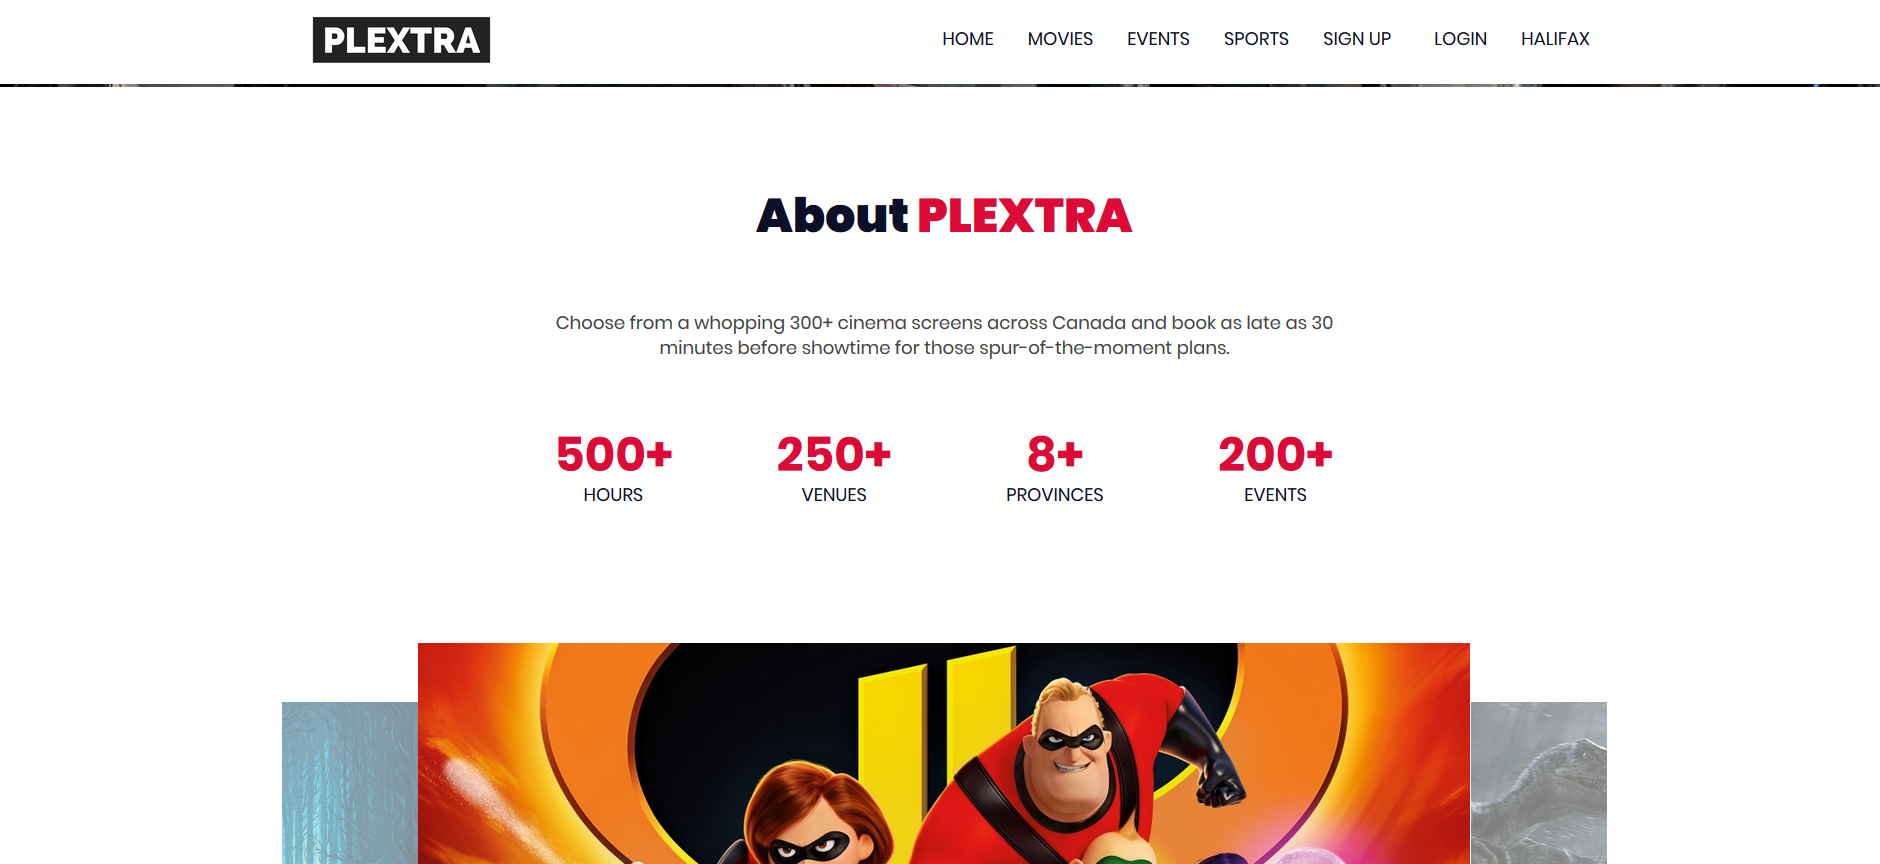 PLEXTRA
HOME MOVIES EVENTS SPORTS SIGN UP LOGIN HALIFAX
About PLEXTRA
Choose from a whopping 300+ cinema screens across Canada and book as late as 30
minutes before showtime for those spur-of-the-moment plans.
500+ 250+ 8+ 200+
HOURS VENUES PROVINCES EVENTS